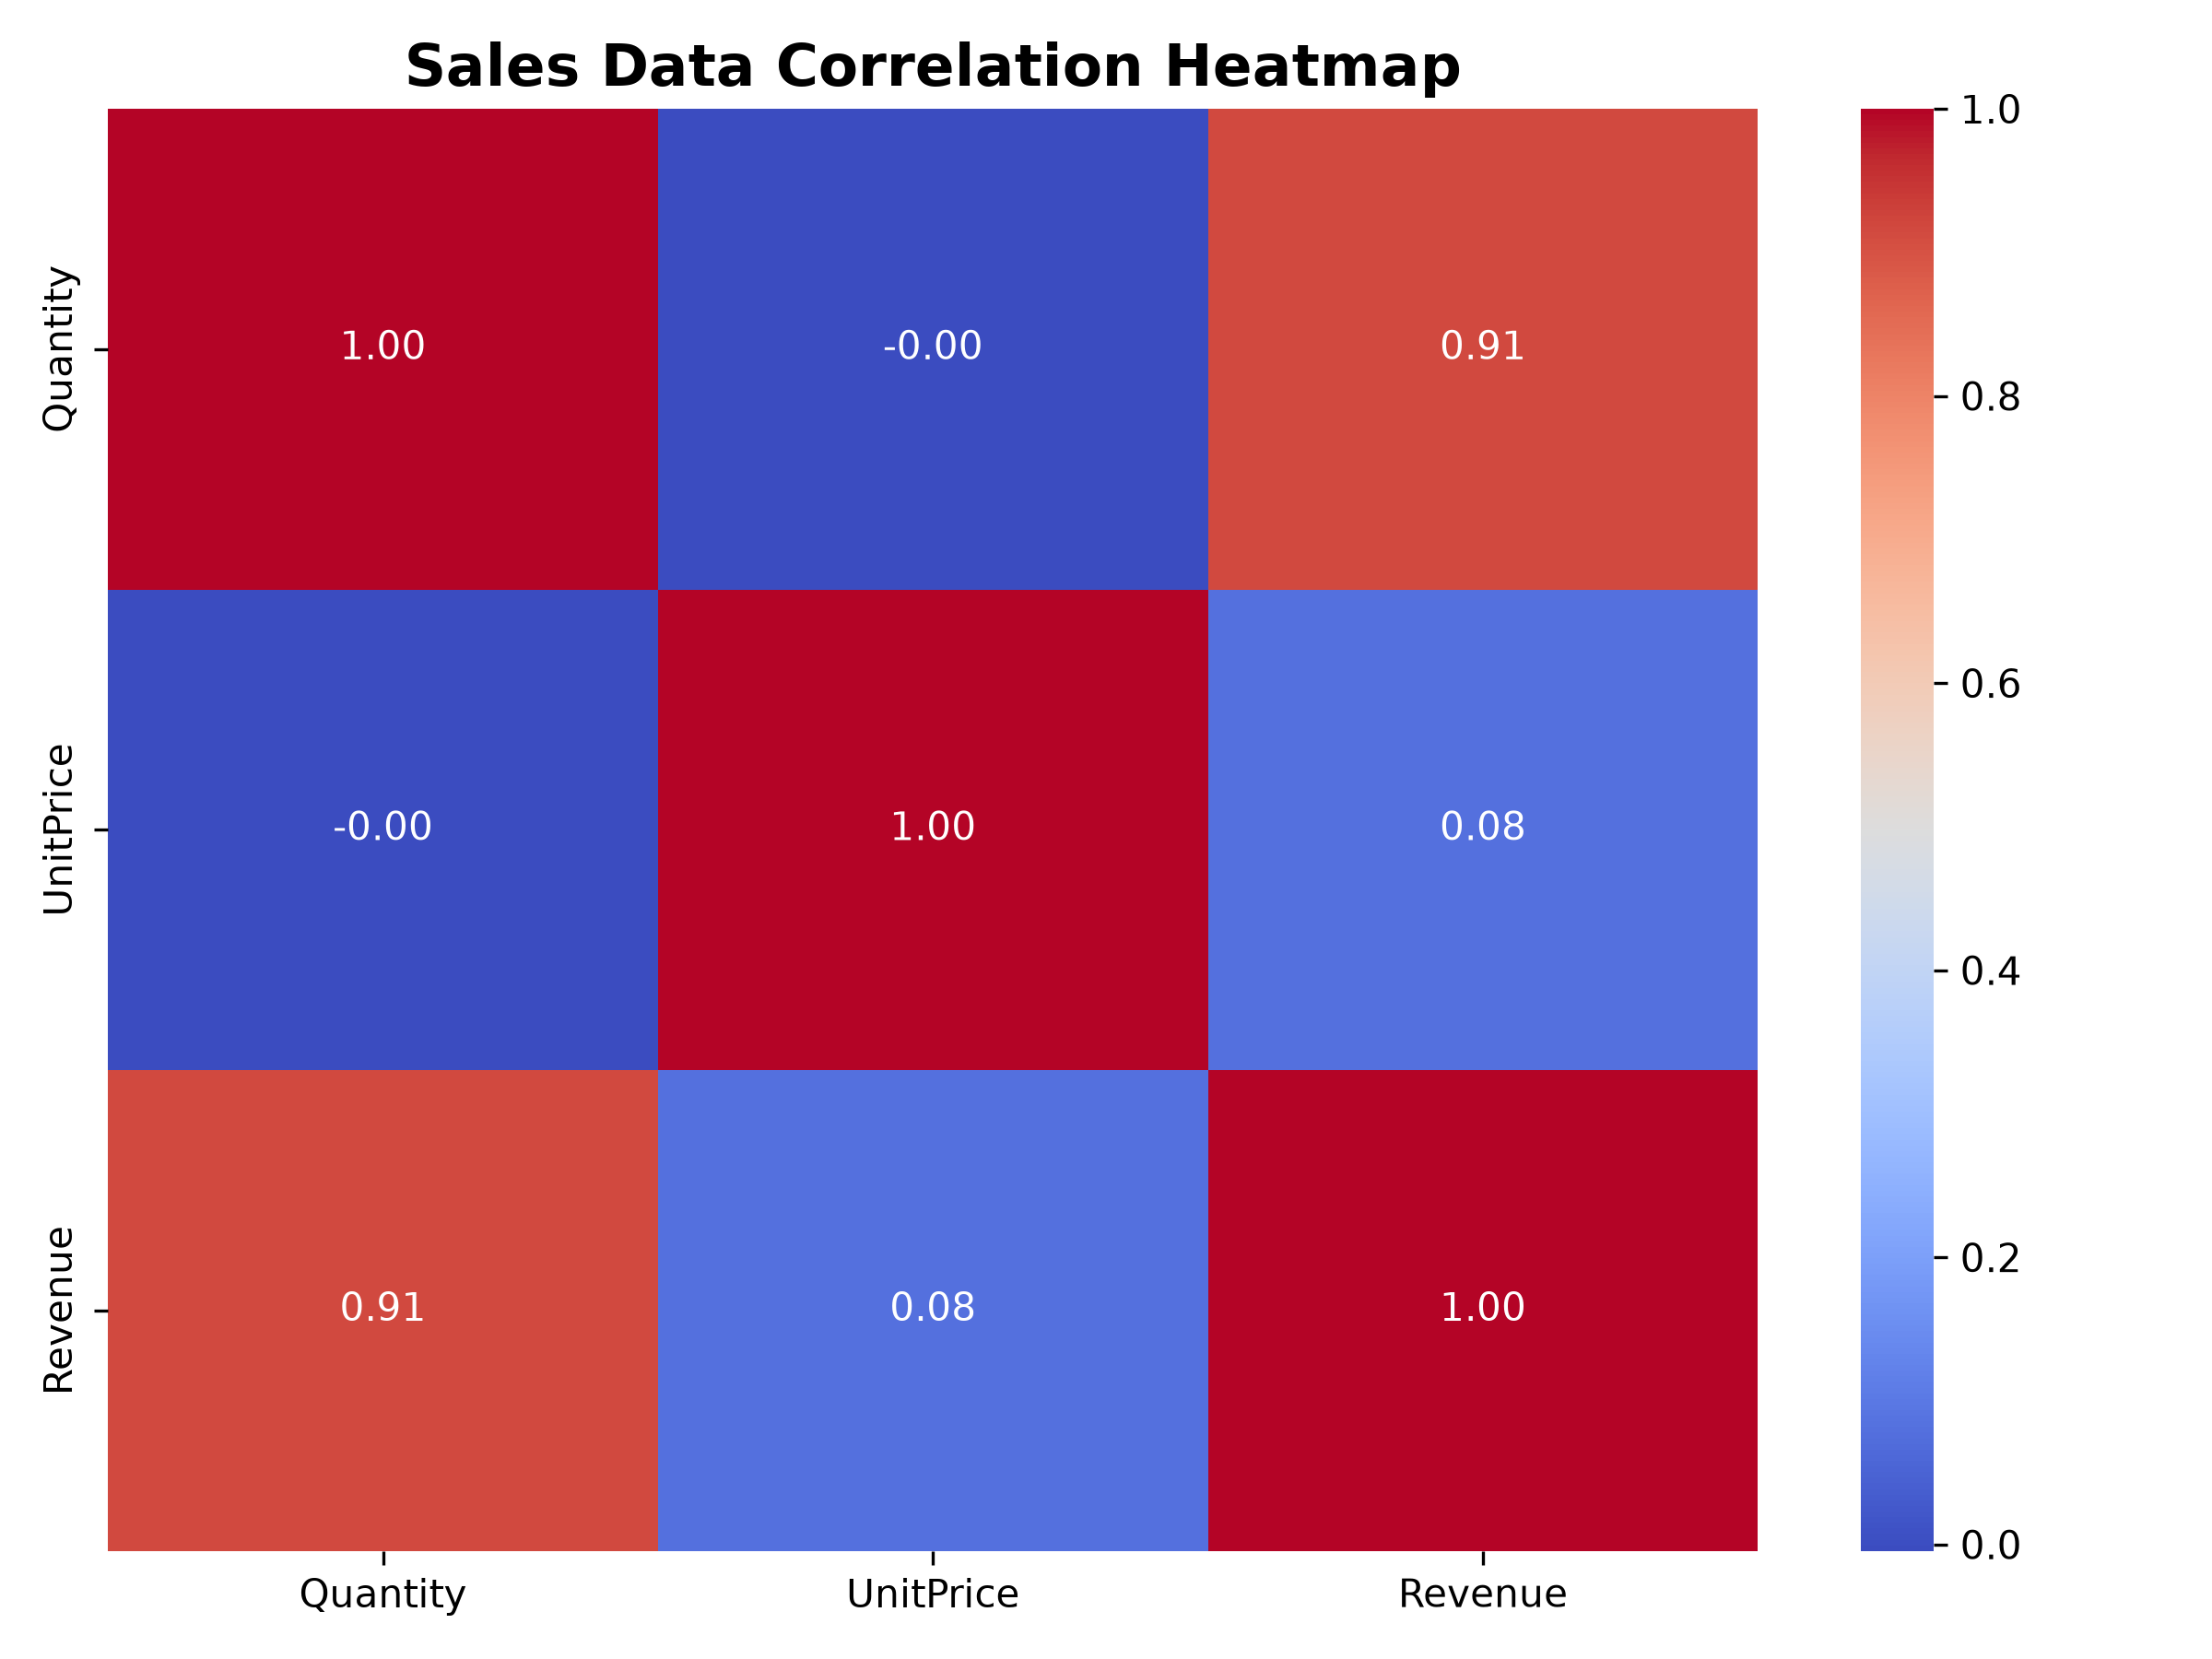 Sales Data Correlation Heatmap
Quantity 1.00 -0.00 0.91
UnitPrice -0.00 1.00 0.08
Revenue 0.91 0.08 1.00
Quantity UnitPrice Revenue
1.0
0.8
0.6
0.4
0.2
0.0